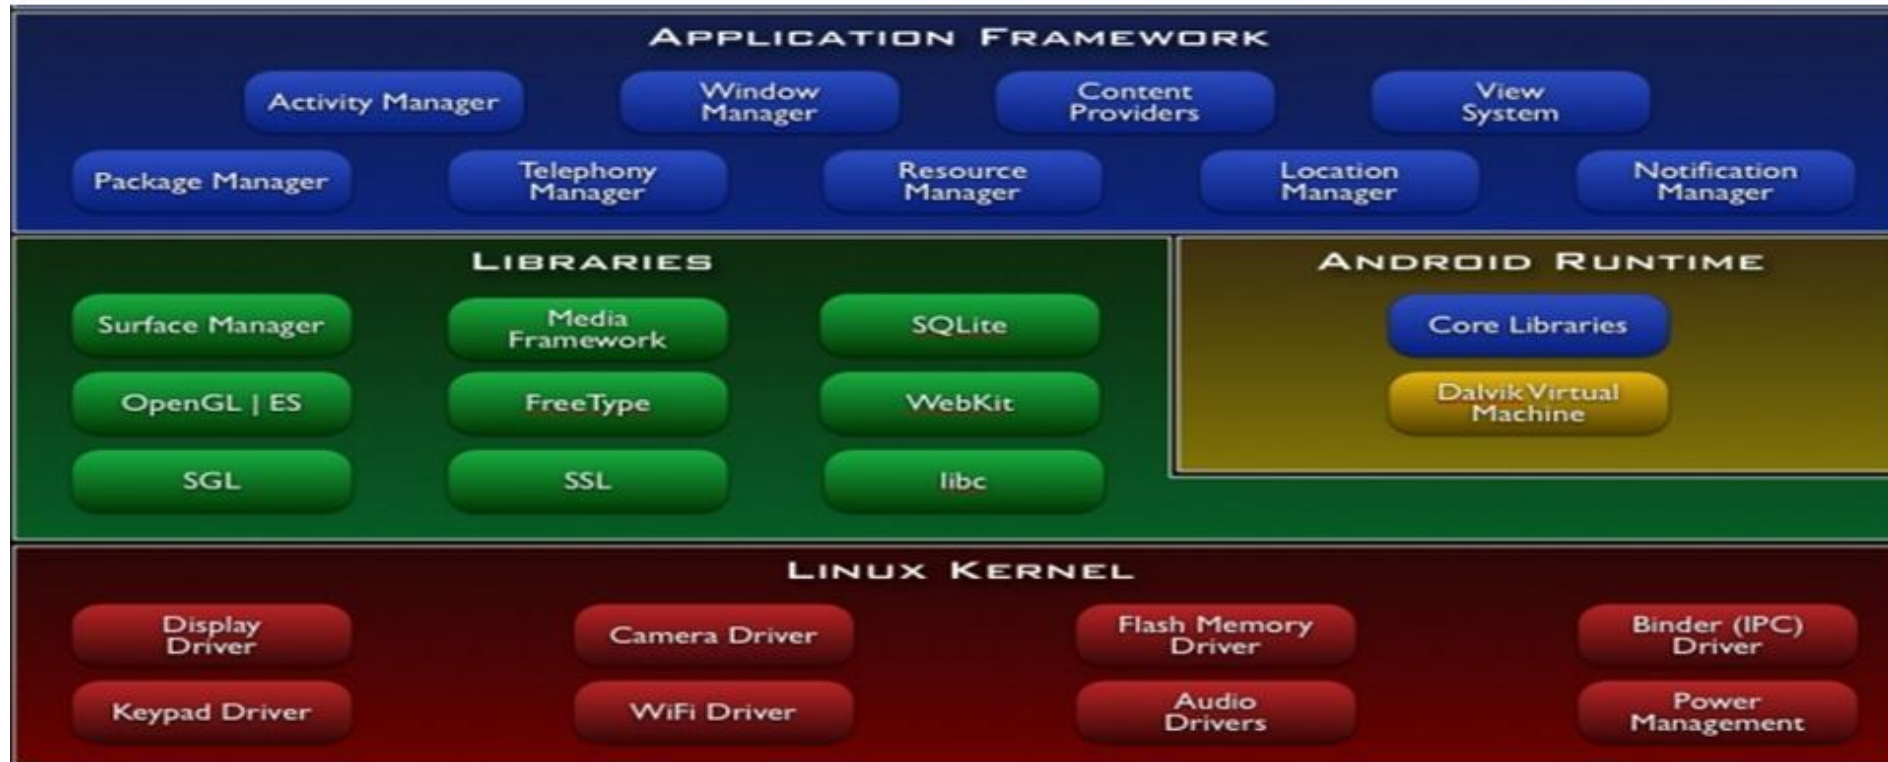 APPLICATION FRAMEWORK
Activity Manager
Window
Manager
Content
Providers
View
System
Package Manager
Telephony
Manager
Resource
Manager
Location
Manager
Notification
Manager
LIBRARIES
Surface Manager
Media
Framework
SQLite
OpenGL | ES
FreeType
WebKit
SGL
SSL
libc
ANDROID RUNTIME
Core Libraries
Dalvik Virtual
Machine
LINUX KERNEL
Display
Driver
Camera Driver
Flash Memory
Driver
Binder (IPC)
Driver
Keypad Driver
WiFi Driver
Audio
Drivers
Power
Management